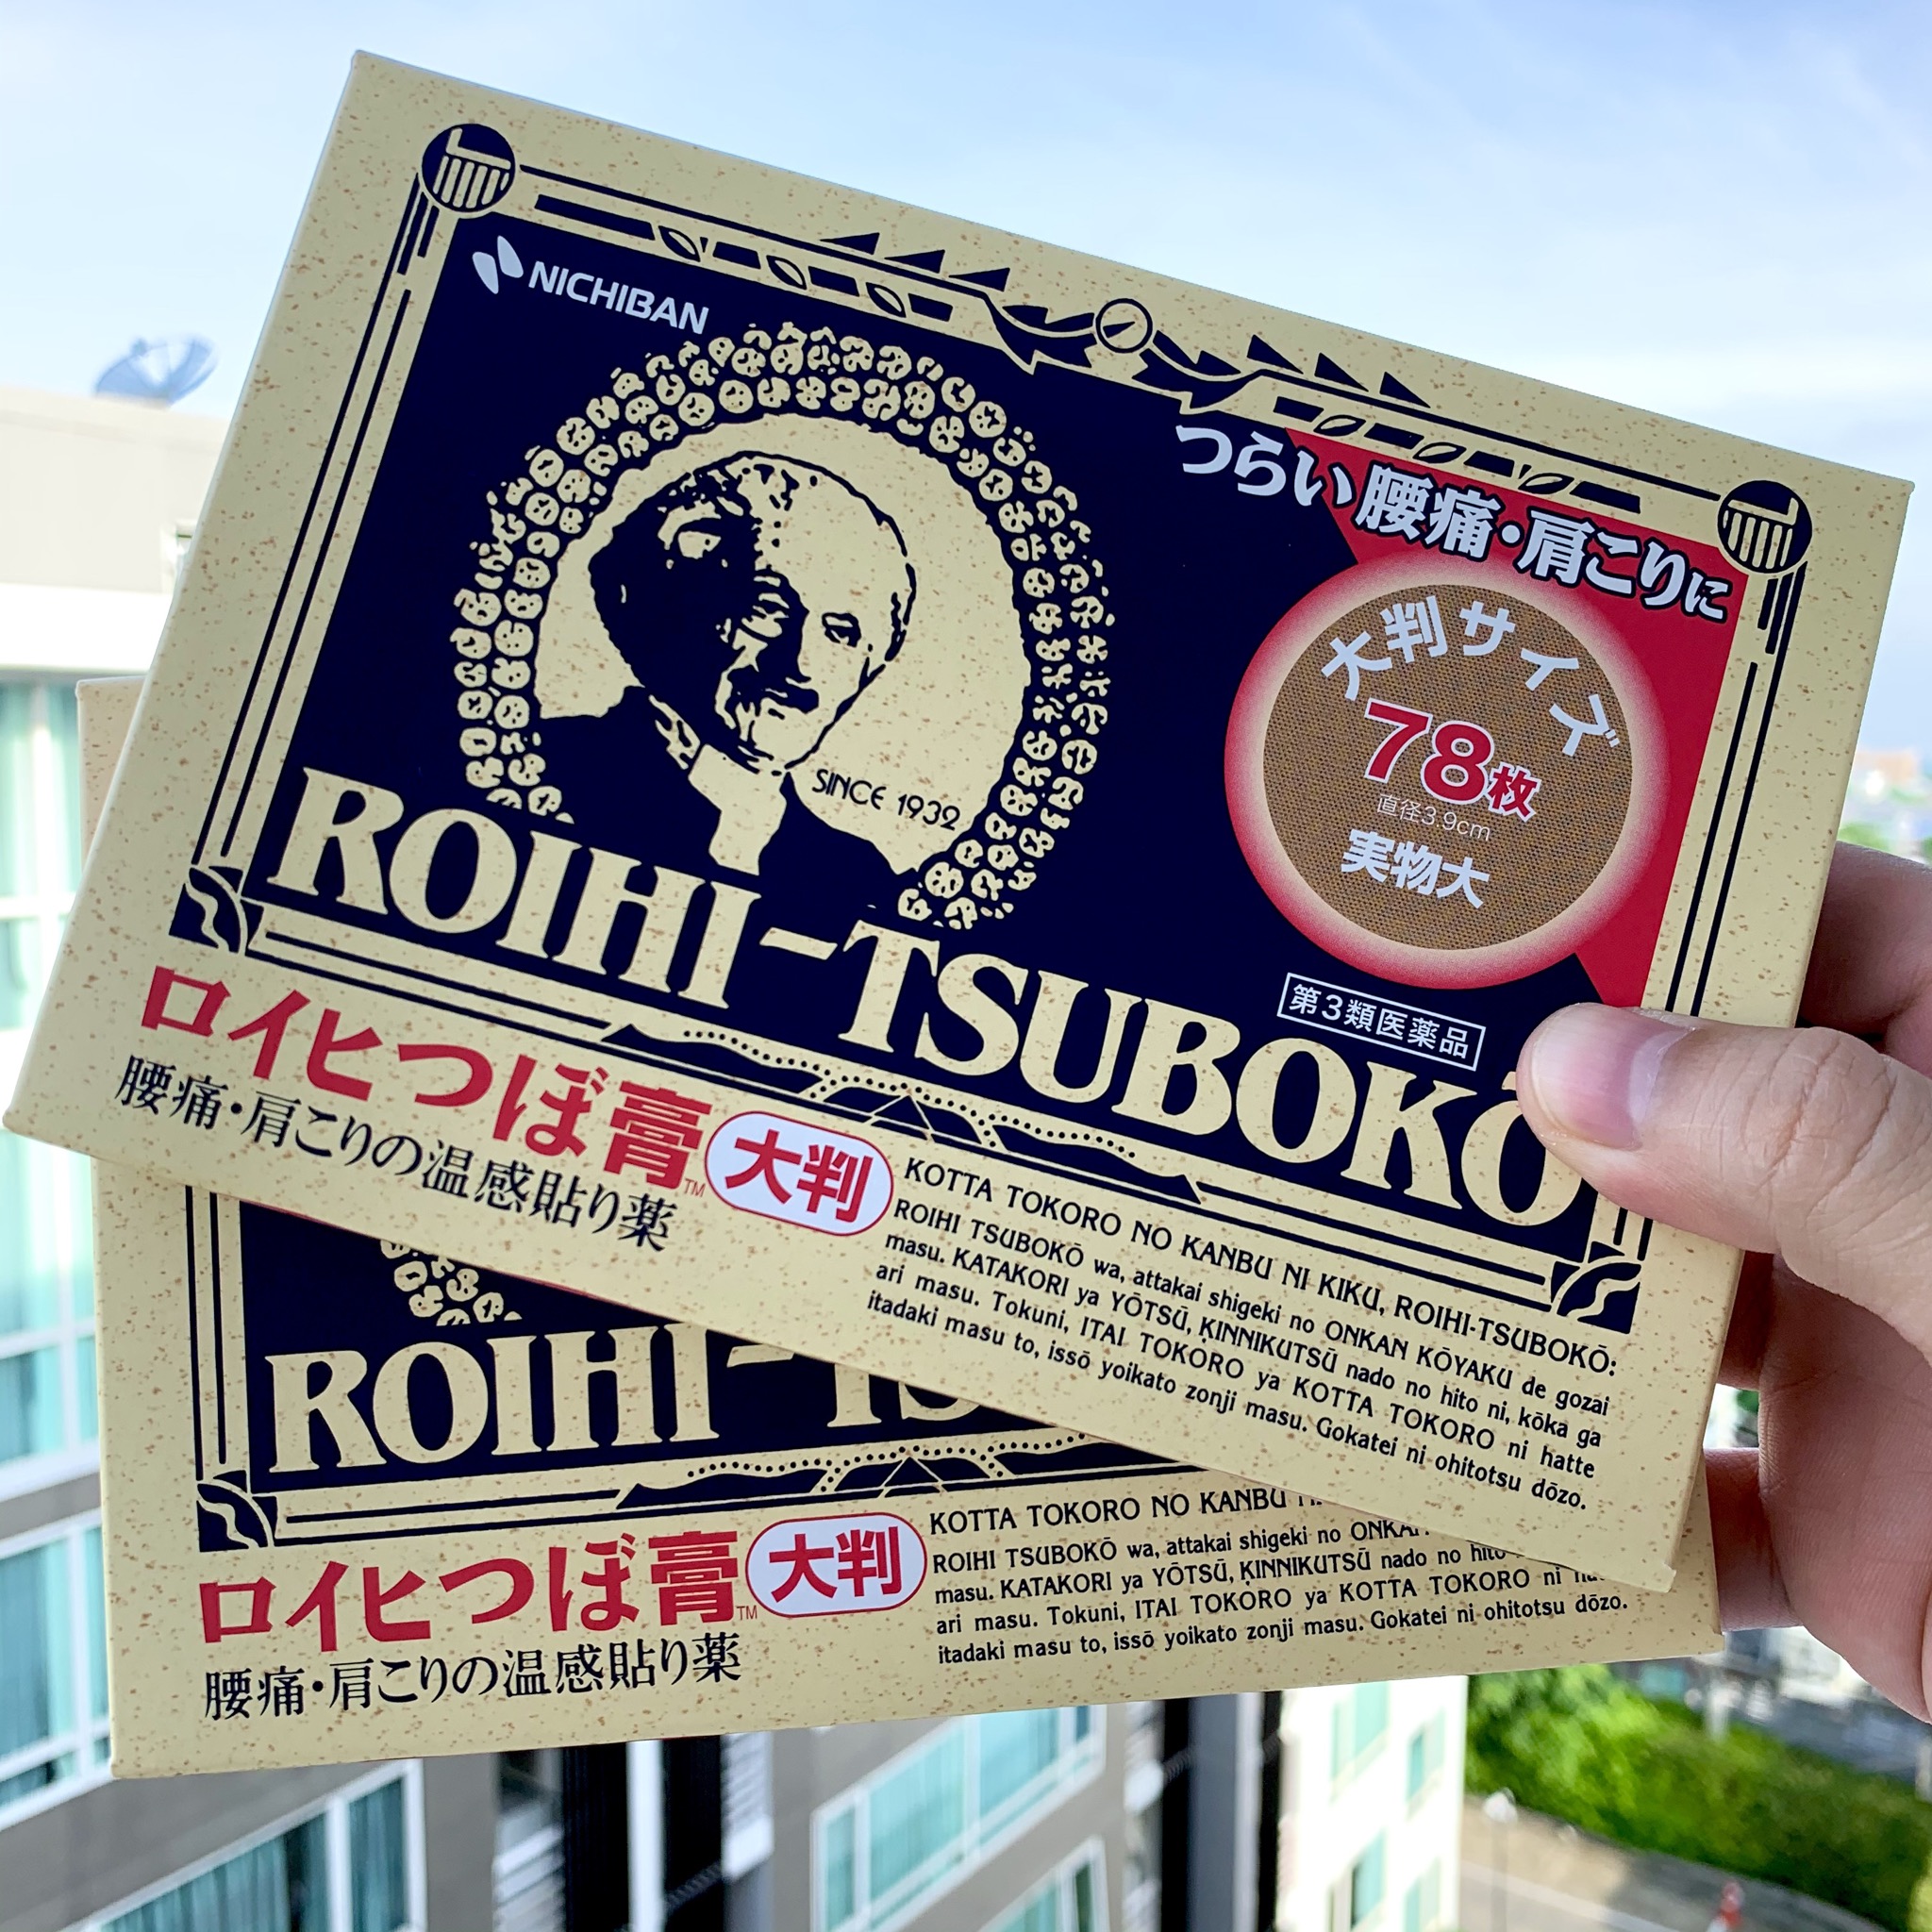 NICHIBAN
つらい腰痛・肩こりに
大判サイズ
78枚
直径3.9cm
実物大
SINCE 1932
ROIHI-TSUBOKŌ
第3類医薬品
ロイヒつぼ膏™ 大判
腰痛・肩こりの温感貼り薬
KOTTA TOKORO NO KANBU NI KIKU, ROIHI-TSUBOKŌ:
ROIHI TSUBOKŌ wa, attakai shigeki no ONKAN KŌYAKU de gozai
masu. KATAKORI ya YŌTSŪ, KINNIKUTSŪ nado no hito ni, kōka ga
ari masu. Tokuni, ITAI TOKORO ya KOTTA TOKORO ni hatte
itadaki masu to, issō yoikato zonji masu. Gokatei ni ohitotsu dōzo.
ROIHI-TS
ロイヒつぼ膏™ 大判
腰痛・肩こりの温感貼り薬
KOTTA TOKORO NO KANBU
ROIHI TSUBOKŌ wa, attakai shigeki no
masu. KATAKORI ya YŌTSŪ, KINNIKUTSŪ nado no hito
ari masu. Tokuni, ITAI TOKORO ya KOTTA TOKORO ni
itadaki masu to, issō yoikato zonji masu. Gokatei ni ohitotsu dōzo.